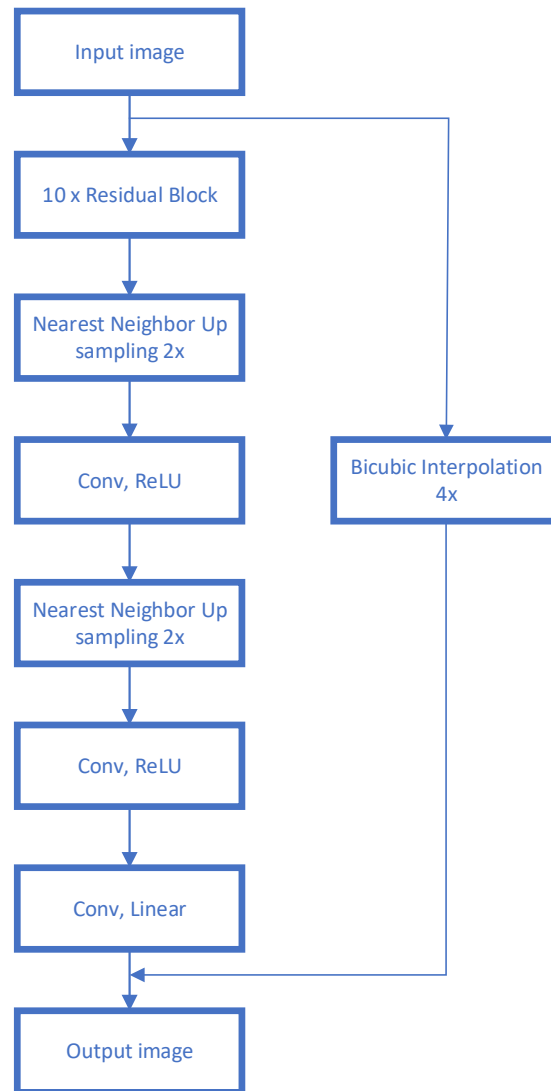 Input image
10 x Residual Block
Nearest Neighbor Up
sampling 2x
Conv, ReLU
Bicubic Interpolation
4x
Nearest Neighbor Up
sampling 2x
Conv, ReLU
Conv, Linear
Output image